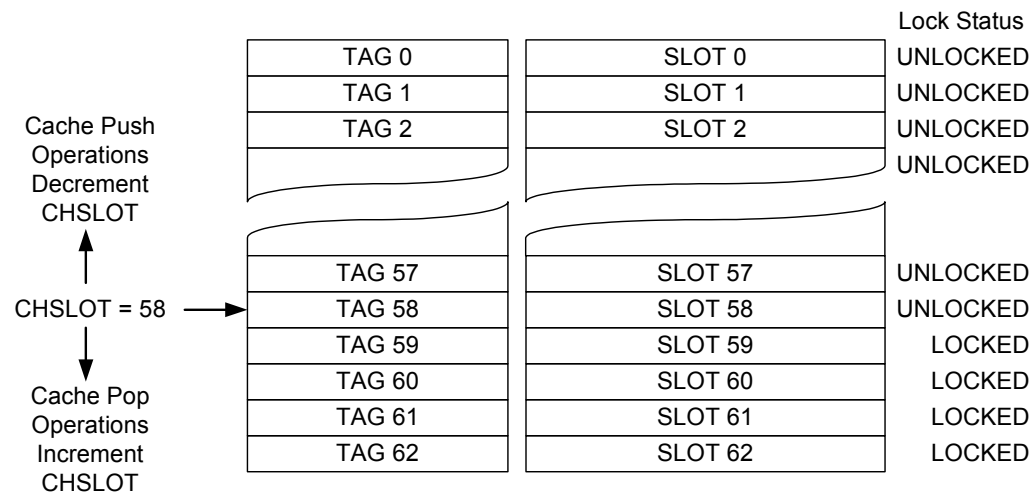 Lock Status
TAG 0 SLOT 0 UNLOCKED
TAG 1 SLOT 1 UNLOCKED
TAG 2 SLOT 2 UNLOCKED
UNLOCKED
Cache Push
Operations
Decrement
CHSLOT
TAG 57 SLOT 57 UNLOCKED
CHSLOT = 58 TAG 58 SLOT 58 UNLOCKED
TAG 59 SLOT 59 LOCKED
TAG 60 SLOT 60 LOCKED
TAG 61 SLOT 61 LOCKED
TAG 62 SLOT 62 LOCKED
Cache Pop
Operations
Increment
CHSLOT